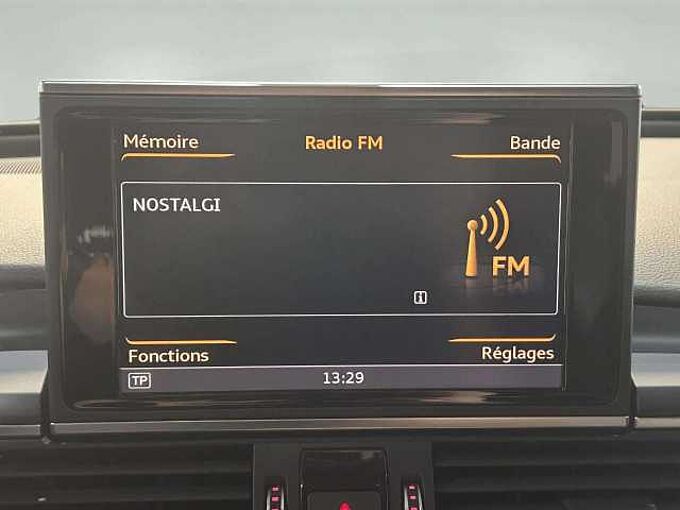 Mémoire Radio FM Bande
NOSTALGI
FM
i
Fonctions Réglages
TP 13:29